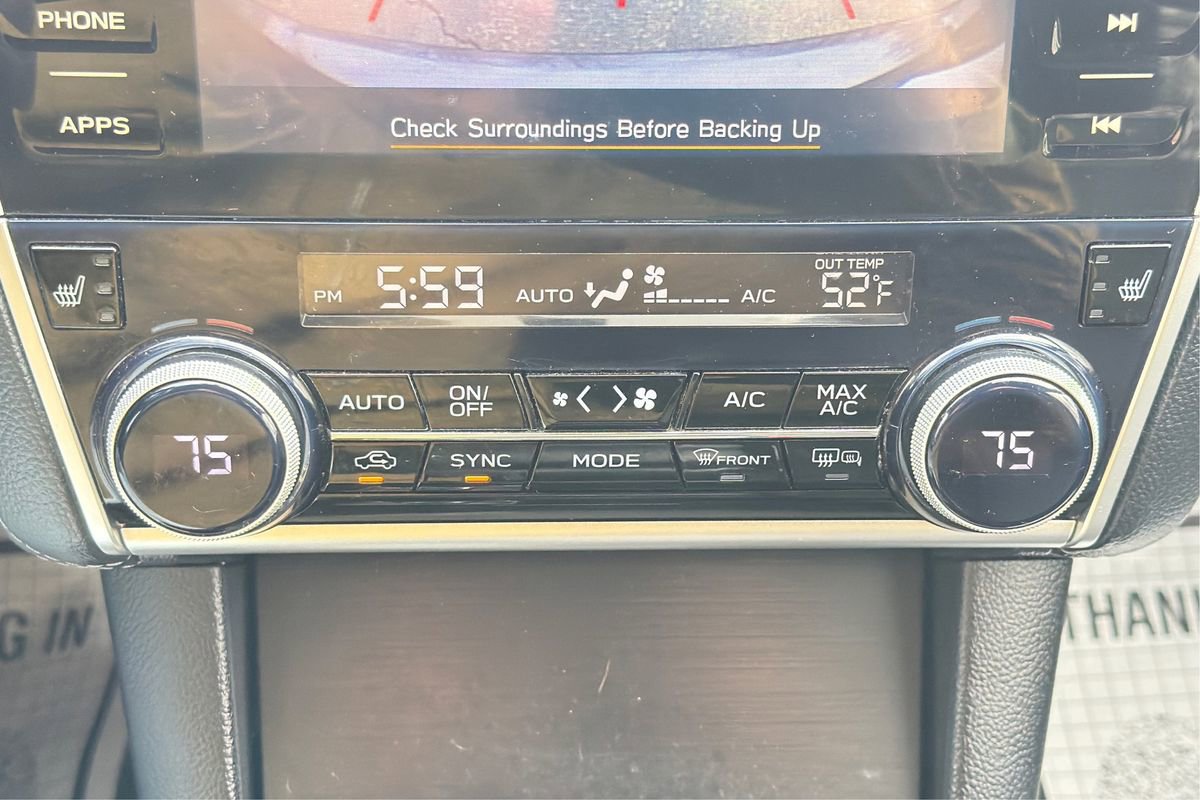 PHONE
APPS
Check Surroundings Before Backing Up
OUT TEMP
PM 5:59 AUTO A/C 52°F
AUTO
ON/
OFF
A/C
MAX
A/C
75
SYNC
MODE
FRONT
75
G IN
THAN